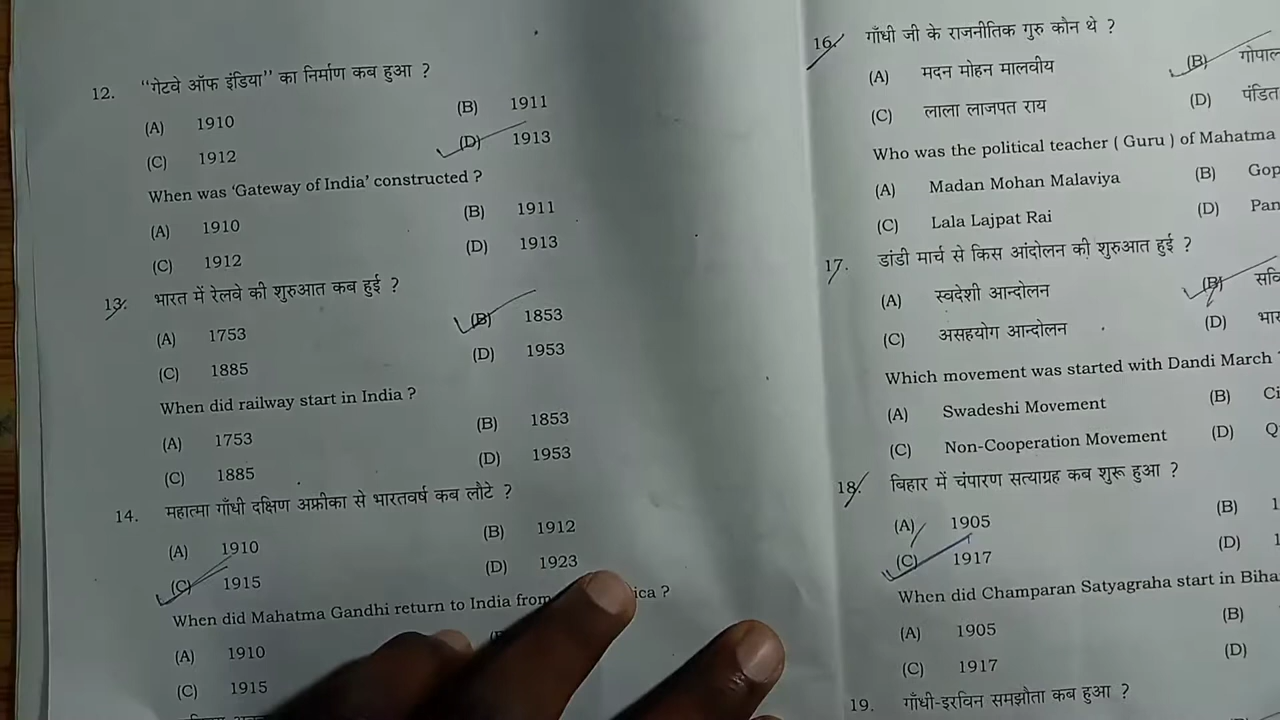 12. "गेटवे ऑफ इंडिया" का निर्माण कब हुआ ?
(A) 1910 (B) 1911
(C) 1912 (D) 1913
When was 'Gateway of India' constructed ?
(A) 1910 (B) 1911
(C) 1912 (D) 1913
13. भारत में रेलवे की शुरुआत कब हुई ?
(A) 1753 (B) 1853
(C) 1885 (D) 1953
When did railway start in India ?
(A) 1753 (B) 1853
(C) 1885 (D) 1953
14. महात्मा गाँधी दक्षिण अफ्रीका से भारतवर्ष कब लौटे ?
(A) 1910 (B) 1912
(C) 1915 (D) 1923
When did Mahatma Gandhi return to India from ?
(A) 1910
(C) 1915
16. गाँधी जी के राजनीतिक गुरु कौन थे ?
(A) मदन मोहन मालवीय (B) गोपाल
(C) लाला लाजपत राय (D) पंडित
Who was the political teacher ( Guru ) of Mahatma
(A) Madan Mohan Malaviya (B) Gop
(C) Lala Lajpat Rai (D) Pan
17. डांडी मार्च से किस आंदोलन की शुरुआत हुई ?
(A) स्वदेशी आन्दोलन (B) सवि
(C) असहयोग आन्दोलन (D) भार
Which movement was started with Dandi March ?
(A) Swadeshi Movement (B) Ci
(C) Non-Cooperation Movement (D) Q
18. बिहार में चंपारण सत्याग्रह कब शुरू हुआ ?
(A) 1905 (B) 1
(C) 1917 (D) 1
When did Champaran Satyagraha start in Biha
(A) 1905 (B)
(C) 1917 (D)
19. गाँधी-इरविन समझौता कब हुआ ?